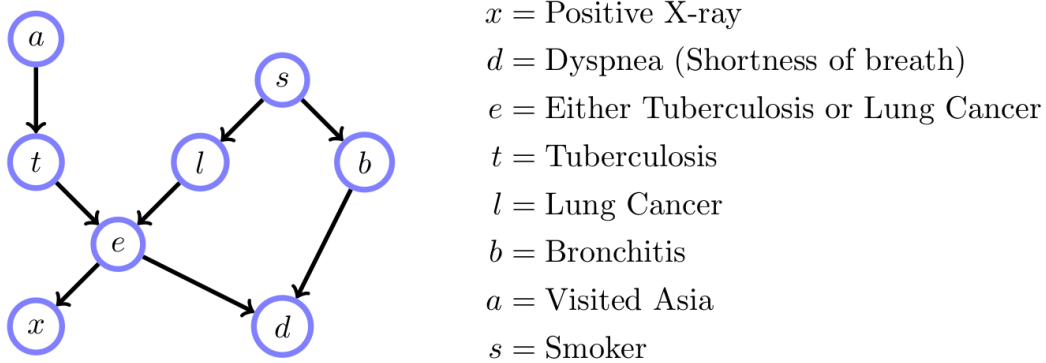 a
s
t
l
b
e
x
d
x = Positive X-ray
d = Dyspnea (Shortness of breath)
e = Either Tuberculosis or Lung Cancer
t = Tuberculosis
l = Lung Cancer
b = Bronchitis
a = Visited Asia
s = Smoker